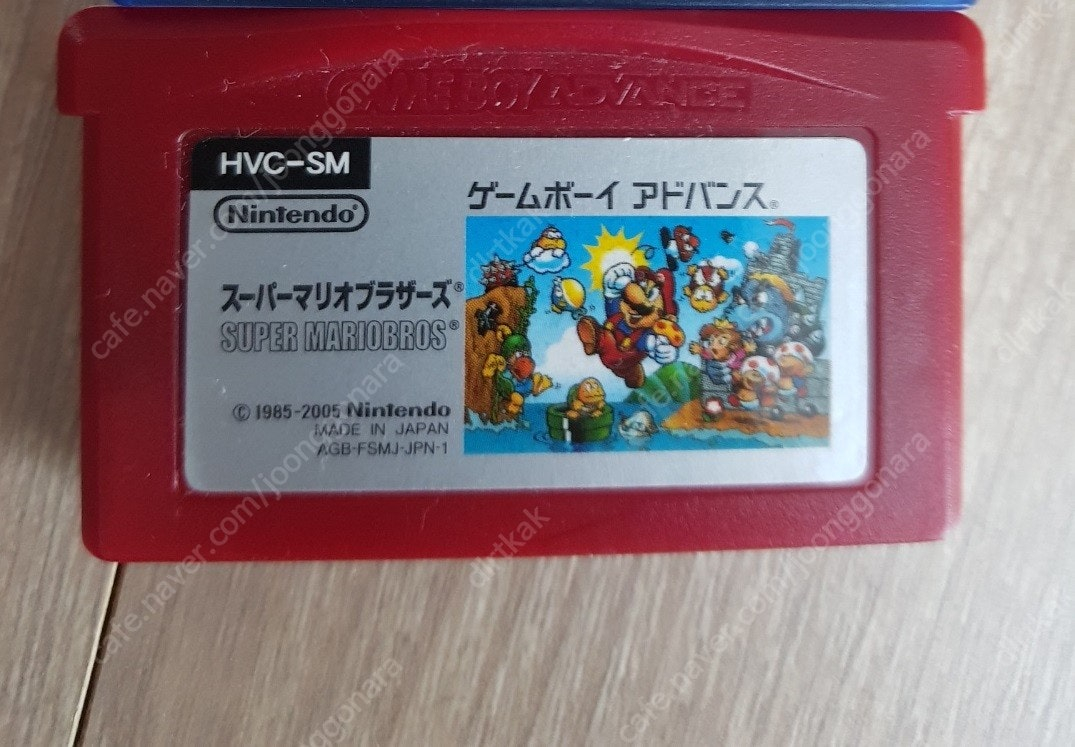 GAME BOY ADVANCE
HVC-SM
Nintendo®
ゲームボーイ アドバンス®
スーパーマリオブラザーズ®
SUPER MARIOBROS®
© 1985-2005 Nintendo
MADE IN JAPAN
AGB-FSMJ-JPN-1
cafe.naver.com/joonggonara
dlrtkak